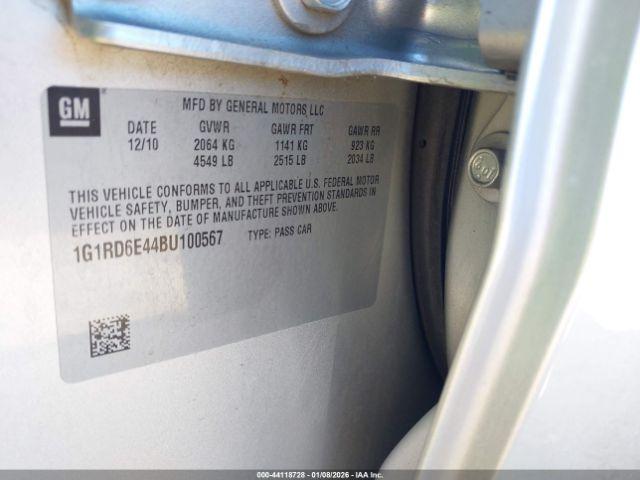 GM
MFD BY GENERAL MOTORS LLC
DATE GVWR GAWR FRT GAWR RR
12/10 2064 KG 1141 KG 923 KG
4549 LB 2515 LB 2034 LB
THIS VEHICLE CONFORMS TO ALL APPLICABLE U.S. FEDERAL MOTOR
VEHICLE SAFETY, BUMPER, AND THEFT PREVENTION STANDARDS IN
EFFECT ON THE DATE OF MANUFACTURE SHOWN ABOVE.
1G1RD6E44BU100567 TYPE: PASS CAR
000-44118728 - 01/08/2026 - IAA Inc.